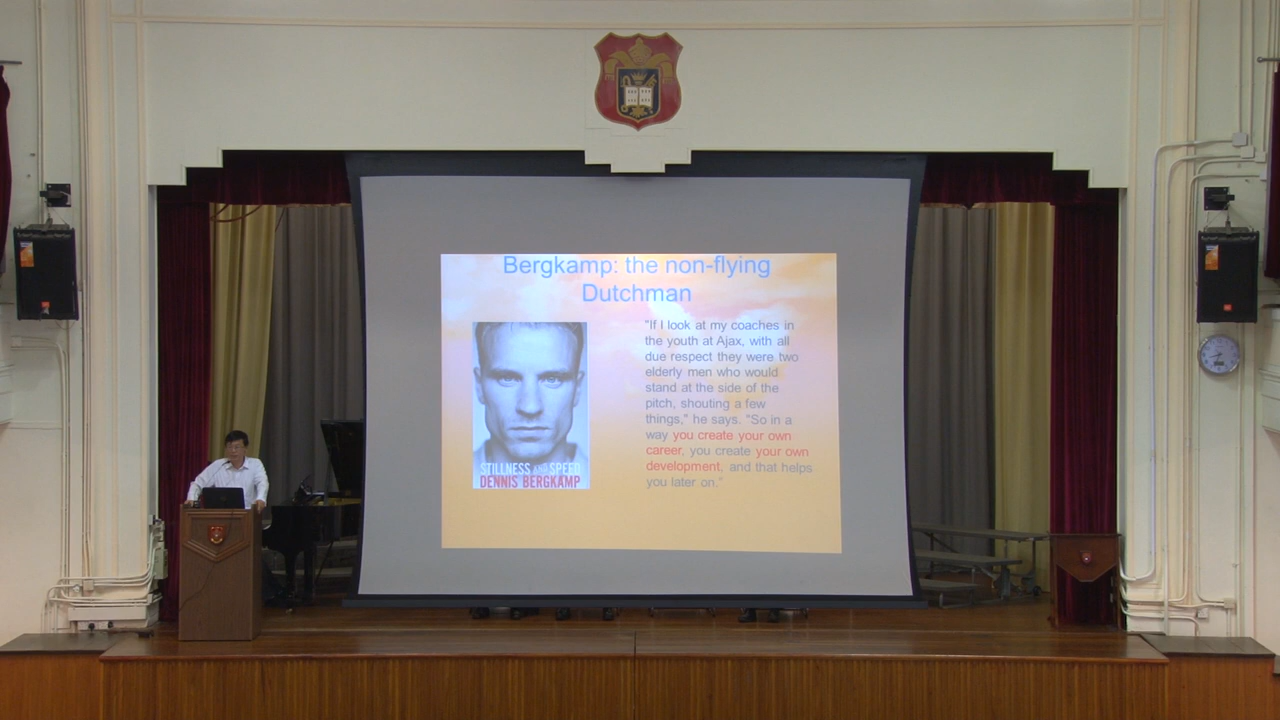 Bergkamp: the non-flying
Dutchman
"If I look at my coaches in
the youth at Ajax, with all
due respect they were two
elderly men who would
stand at the side of the
pitch, shouting a few
things," he says. "So in a
way you create your own
career, you create your own
development, and that helps
you later on."
STILLNESS AND SPEED
DENNIS BERGKAMP